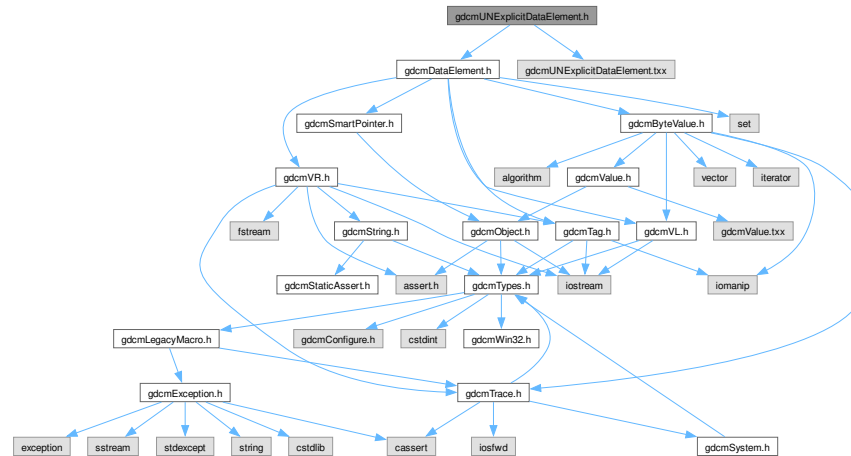 gdcmUNExplicitDataElement.h
gdcmDataElement.h
gdcmUNExplicitDataElement.txx
gdcmSmartPointer.h
gdcmByteValue.h
set
gdcmVR.h
algorithm
gdcmValue.h
vector
iterator
fstream
gdcmString.h
gdcmObject.h
gdcmTag.h
gdcmVL.h
gdcmValue.txx
gdcmStaticAssert.h
assert.h
gdcmTypes.h
iostream
iomanip
gdcmLegacyMacro.h
gdcmConfigure.h
cstdint
gdcmWin32.h
gdcmException.h
gdcmTrace.h
exception
sstream
stdexcept
string
cstdlib
cassert
iosfwd
gdcmSystem.h